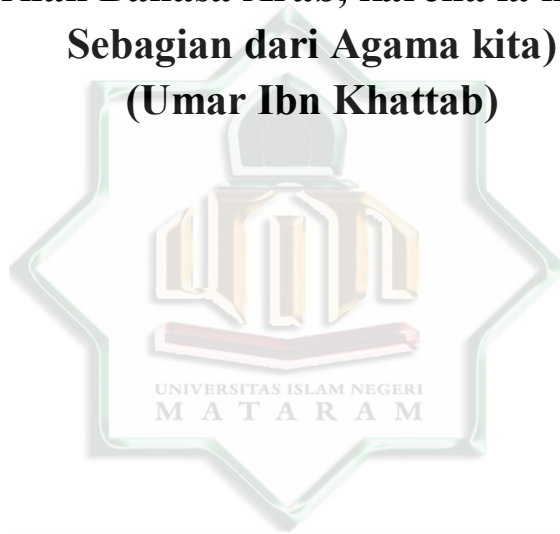 Bahasa Arab, karena ia
Sebagian dari Agama kita)
(Umar Ibn Khattab)
UNIVERSITAS ISLAM NEGERI
MATARAM